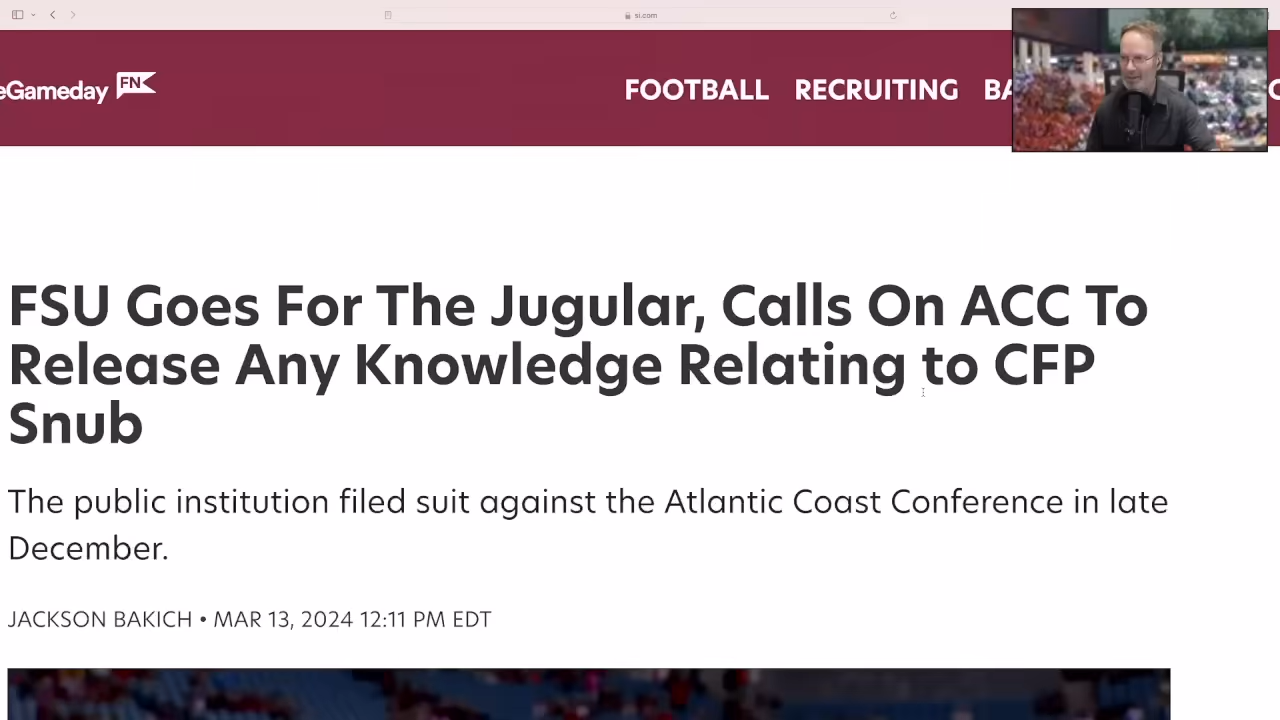 si.com
eGameday FN
FOOTBALL RECRUITING BA
FSU Goes For The Jugular, Calls On ACC To
Release Any Knowledge Relating to CFP
Snub
The public institution filed suit against the Atlantic Coast Conference in late
December.
JACKSON BAKICH • MAR 13, 2024 12:11 PM EDT